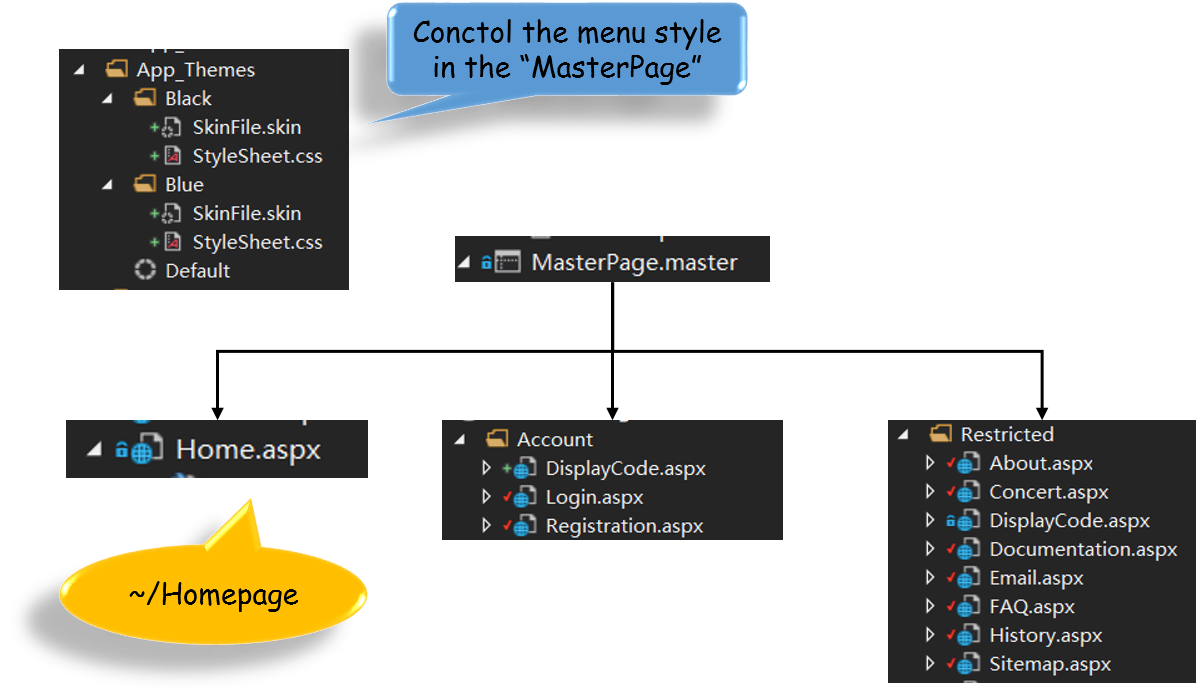 Conctol the menu style
in the “MasterPage”
App_Themes
Black
SkinFile.skin
StyleSheet.css
Blue
SkinFile.skin
StyleSheet.css
Default
MasterPage.master
Home.aspx
~/Homepage
Account
DisplayCode.aspx
Login.aspx
Registration.aspx
Restricted
About.aspx
Concert.aspx
DisplayCode.aspx
Documentation.aspx
Email.aspx
FAQ.aspx
History.aspx
Sitemap.aspx